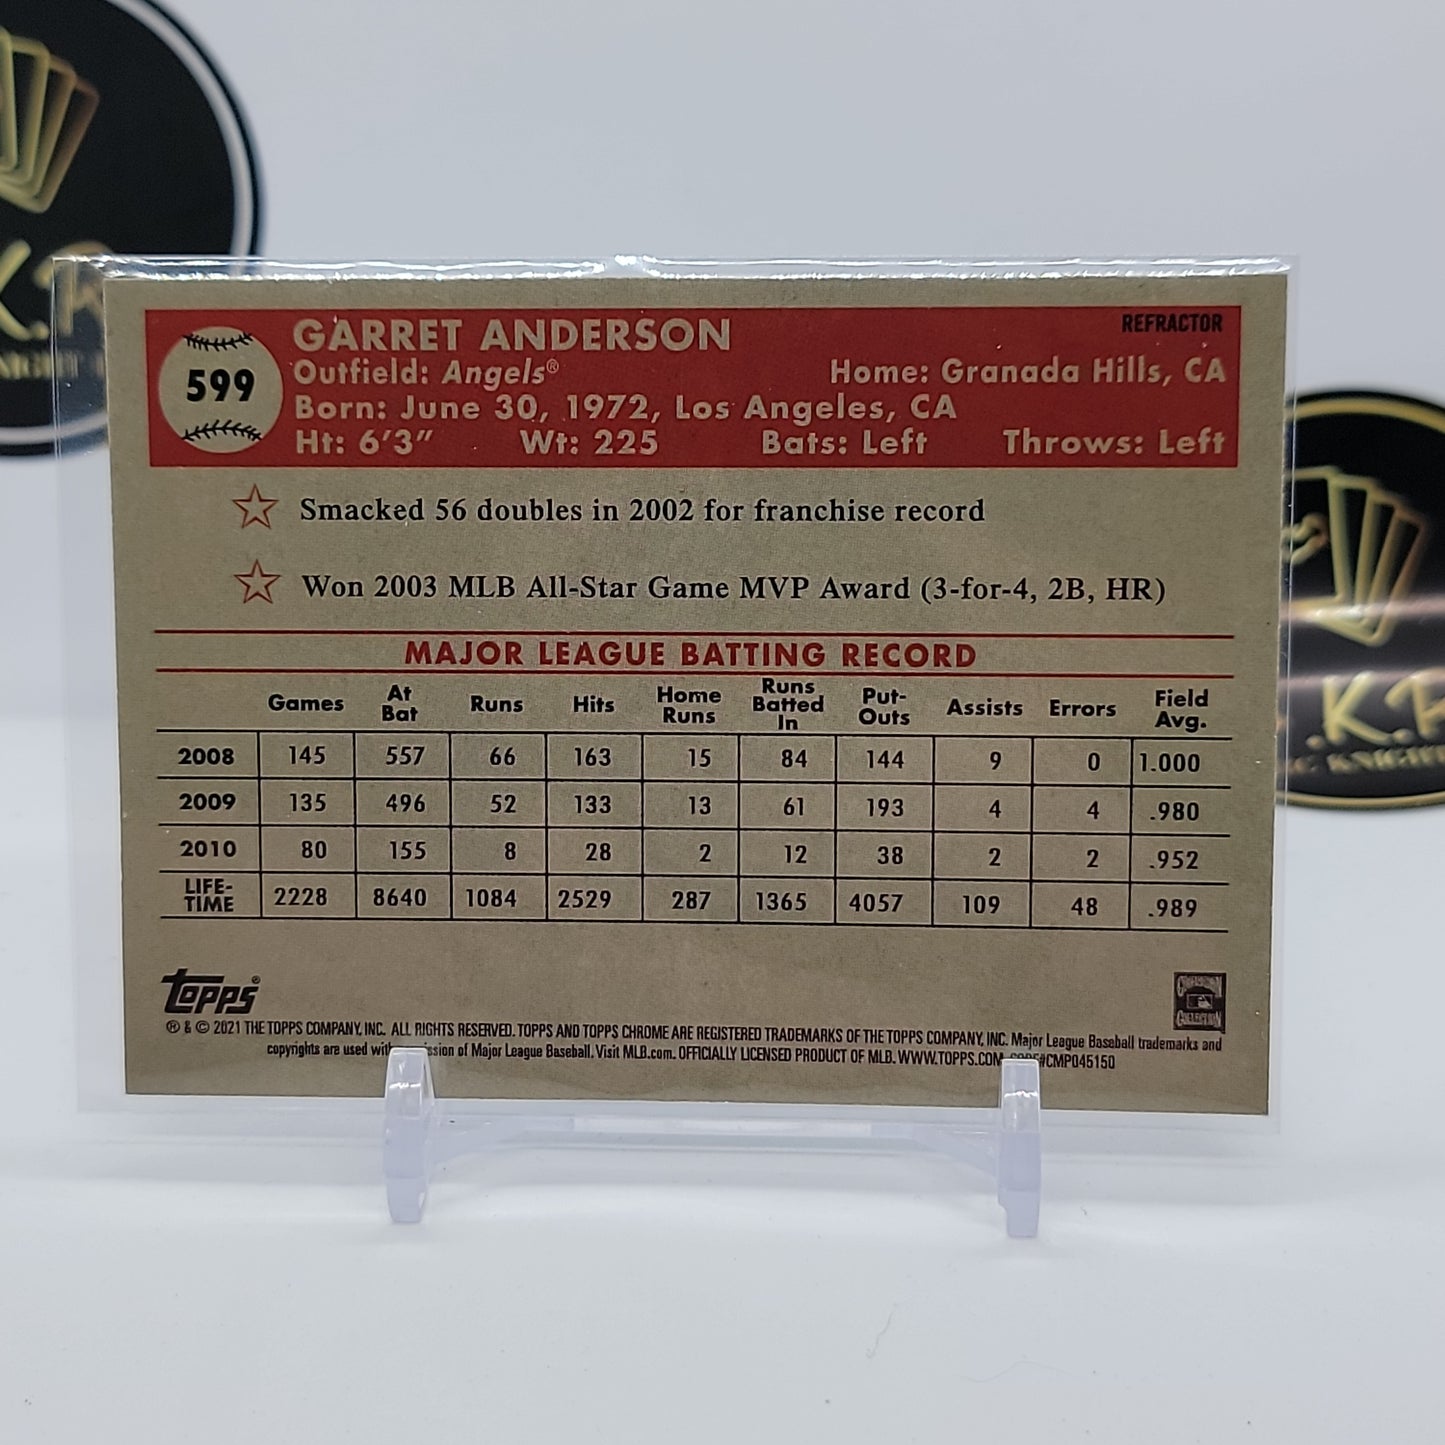 K.R
KNIGHT
599
GARRET ANDERSON
REFRACTOR
Outfield: Angels®
Home: Granada Hills, CA
Born: June 30, 1972, Los Angeles, CA
Ht: 6'3" Wt: 225 Bats: Left Throws: Left
Smacked 56 doubles in 2002 for franchise record
Won 2003 MLB All-Star Game MVP Award (3-for-4, 2B, HR)
MAJOR LEAGUE BATTING RECORD
Games At Bat Runs Hits Home Runs Runs Batted In Put-Outs Assists Errors Field Avg.
2008 145 557 66 163 15 84 144 9 0 1.000
2009 135 496 52 133 13 61 193 4 4 .980
2010 80 155 8 28 2 12 38 2 2 .952
LIFE-TIME 2228 8640 1084 2529 287 1365 4057 109 48 .989
topps®
® & © 2021 THE TOPPS COMPANY, INC. ALL RIGHTS RESERVED. TOPPS AND TOPPS CHROME ARE REGISTERED TRADEMARKS OF THE TOPPS COMPANY, INC. Major League Baseball trademarks and
copyrights are used with ssion of Major League Baseball. Visit MLB.com. OFFICIALLY LICENSED PRODUCT OF MLB. WWW.TOPPS.COM CODE#CMP045150
COOPERSTOWN
COLLECTION
.K.R
KNIGHT